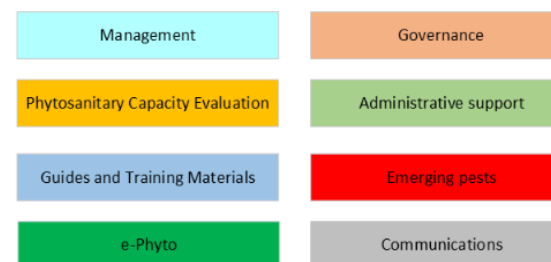 Management
Governance
Phytosanitary Capacity Evaluation
Administrative support
Guides and Training Materials
Emerging pests
e-Phyto
Communications